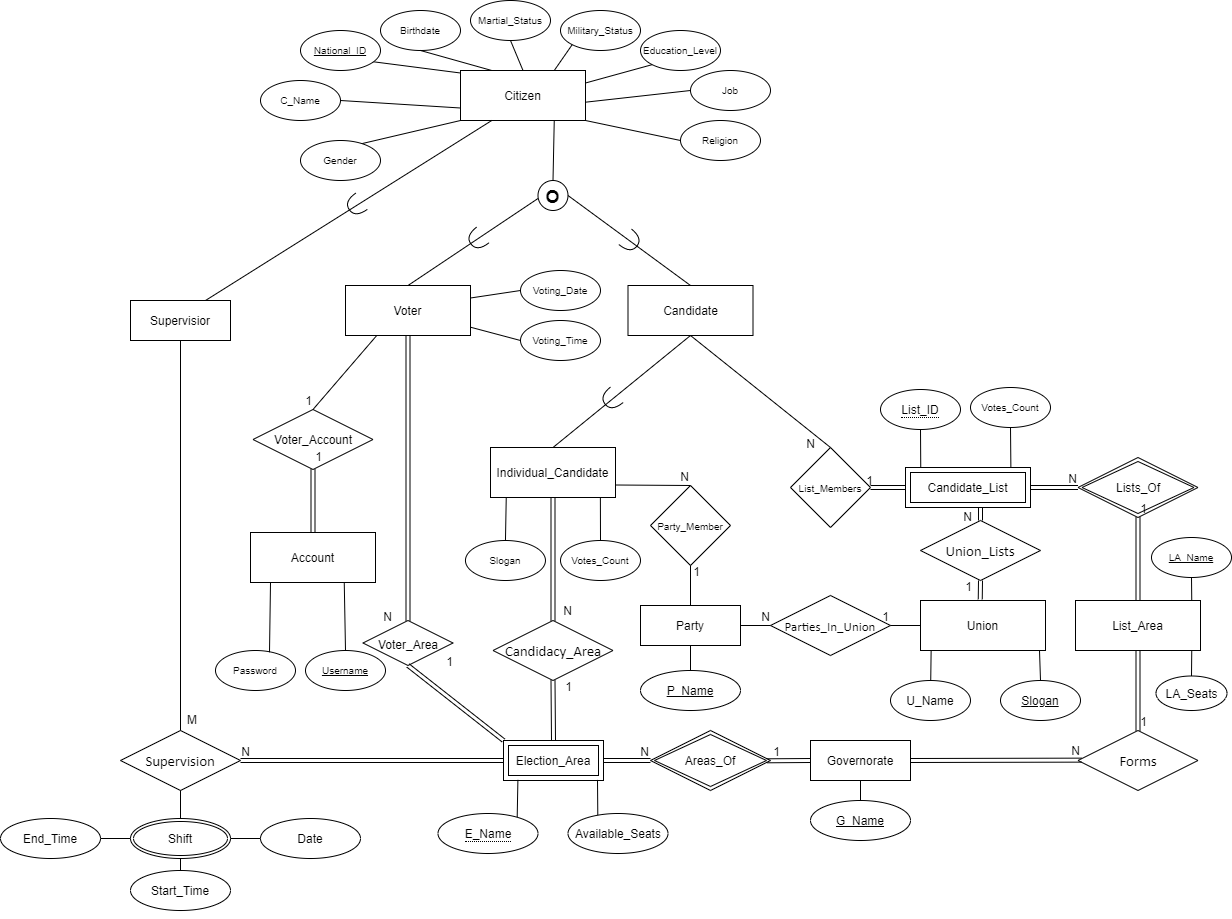 Martial_Status
Birthdate
Military_Status
National_ID
Education_Level
Citizen
Job
C_Name
Religion
Gender
O
Voting_Date
Supervisior
Voter
Candidate
Voting_Time
1
List_ID
Votes_Count
Voter_Account
N
1
Individual_Candidate
N
List_Members
1
Candidate_List
N
Lists_Of
1
N
Party_Member
Union_Lists
Account
Slogan
Votes_Count
LA_Name
1
1
N
N
N
1
Party
Parties_In_Union
Union
List_Area
Voter_Area
Candidacy_Area
1
Password
Username
1
P_Name
U_Name
Slogan
LA_Seats
M
1
N
N
1
N
Supervision
Election_Area
Areas_Of
Governorate
Forms
End_Time
Shift
Date
E_Name
Available_Seats
G_Name
Start_Time